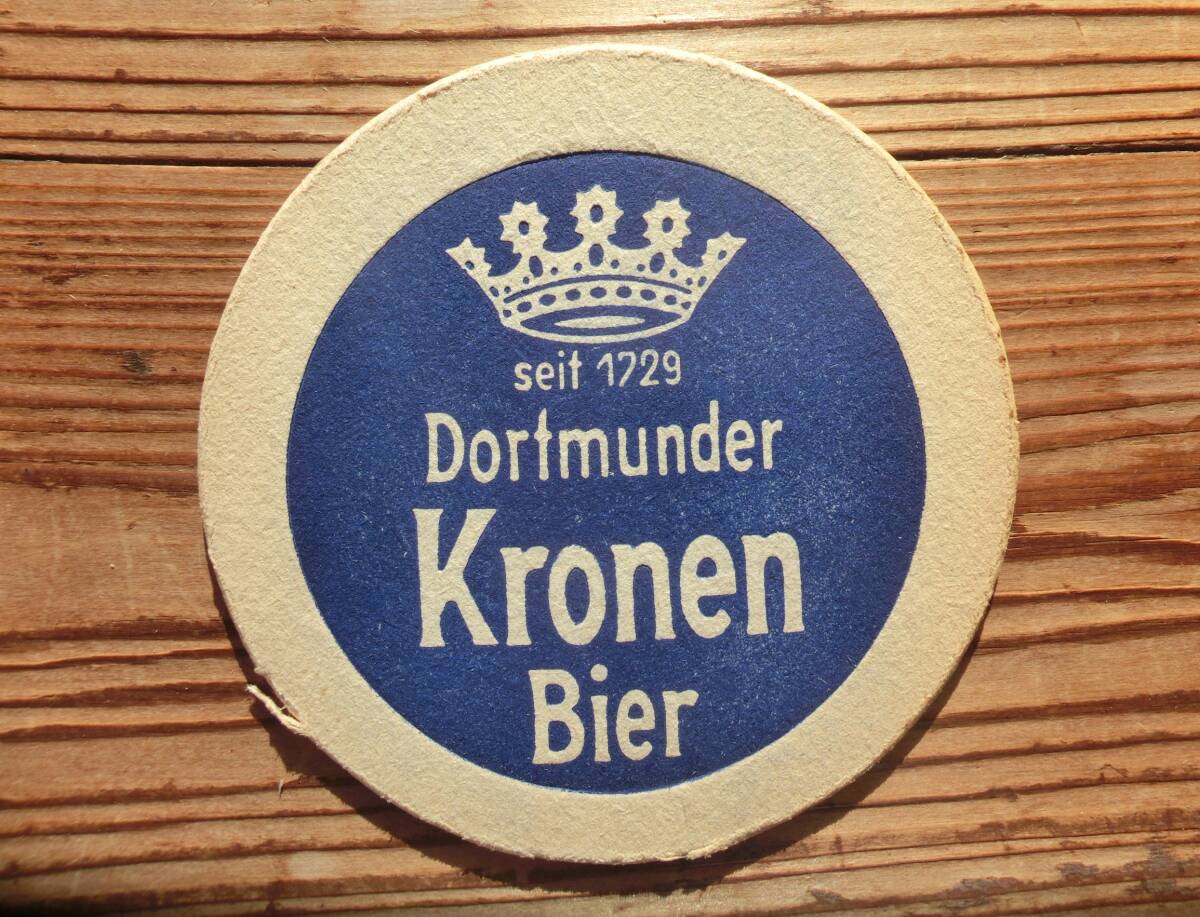 seit 1729
Dortmunder
Kronen
Bier